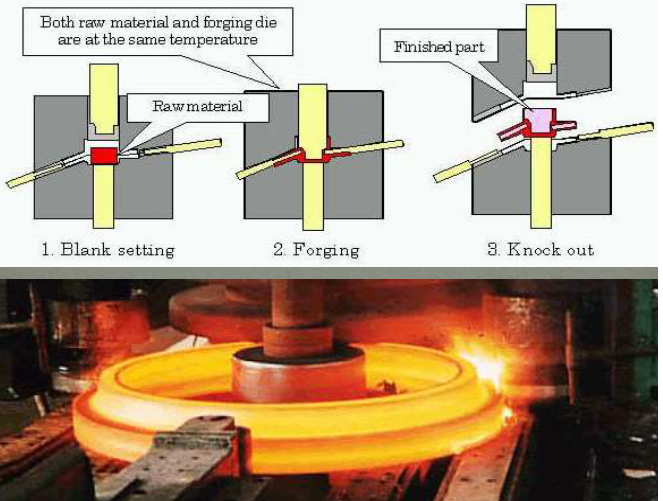 Both raw material and forging die
are at the same temperature
Finished part
Raw material
1. Blank setting
2. Forging
3. Knock out